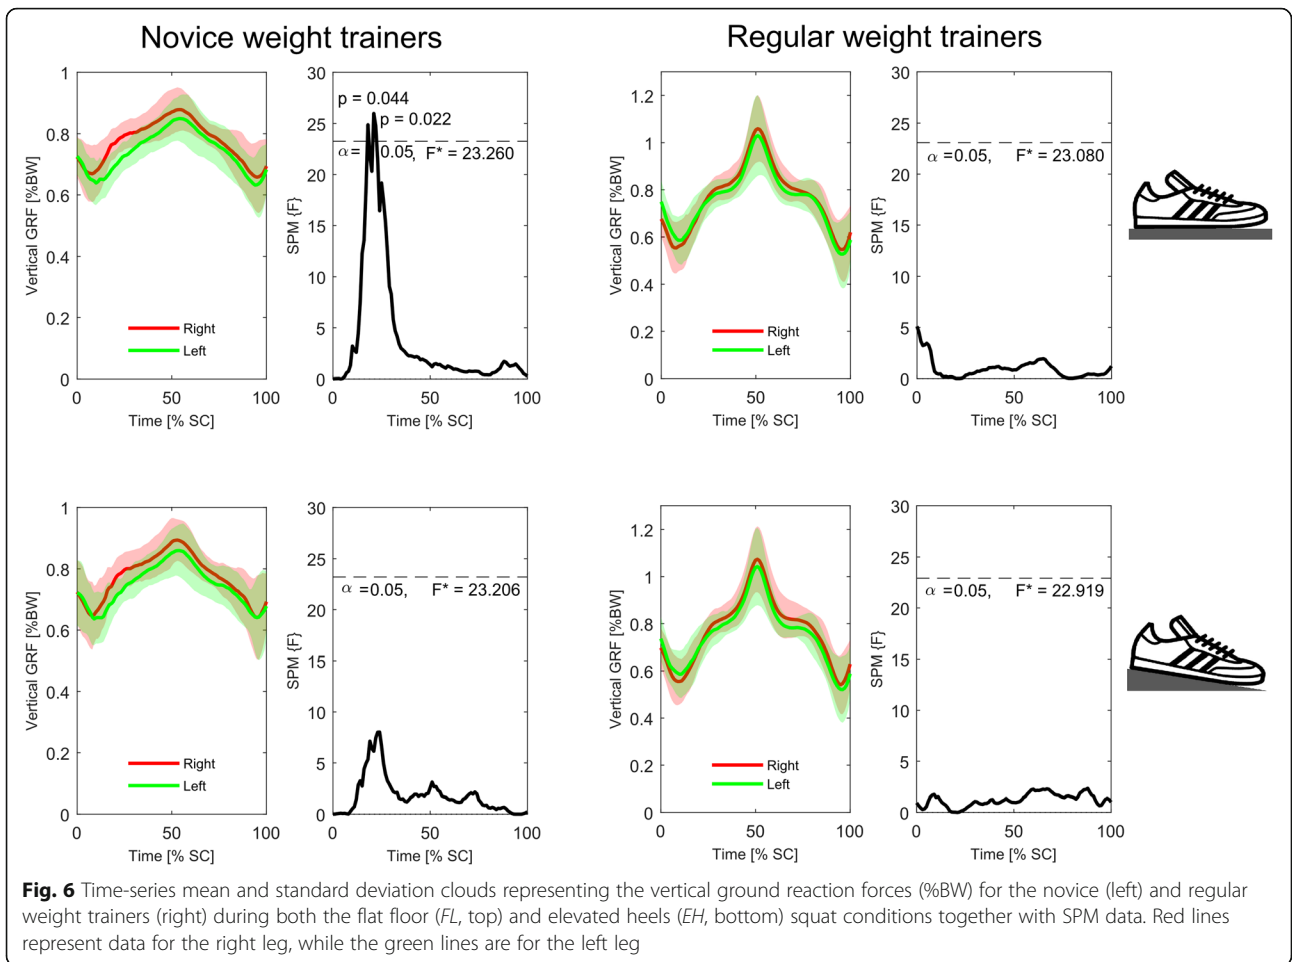 Novice weight trainers
Regular weight trainers
1
0.8
0.6
0.4
0.2
0
Vertical GRF [%BW]
Right
Left
0
50
100
Time [% SC]
30
25
20
15
10
5
0
SPM {F}
p = 0.044
p = 0.022
α = 0.05, F* = 23.260
0
50
100
Time [% SC]
1.2
1
0.8
0.6
0.4
0.2
0
Vertical GRF [%BW]
Right
Left
0
50
100
Time [% SC]
30
25
20
15
10
5
0
SPM {F}
α =0.05, F* = 23.080
0
50
100
Time [% SC]
1
0.8
0.6
0.4
0.2
0
Vertical GRF [%BW]
Right
Left
0
50
100
Time [% SC]
30
25
20
15
10
5
0
SPM {F}
α =0.05, F* = 23.206
0
50
100
Time [% SC]
1.2
1
0.8
0.6
0.4
0.2
0
Vertical GRF [%BW]
Right
Left
0
50
100
Time [% SC]
30
25
20
15
10
5
0
SPM {F}
α =0.05, F* = 22.919
0
50
100
Time [% SC]
Fig. 6 Time-series mean and standard deviation clouds representing the vertical ground reaction forces (%BW) for the novice (left) and regular
weight trainers (right) during both the flat floor (FL, top) and elevated heels (EH, bottom) squat conditions together with SPM data. Red lines
represent data for the right leg, while the green lines are for the left leg